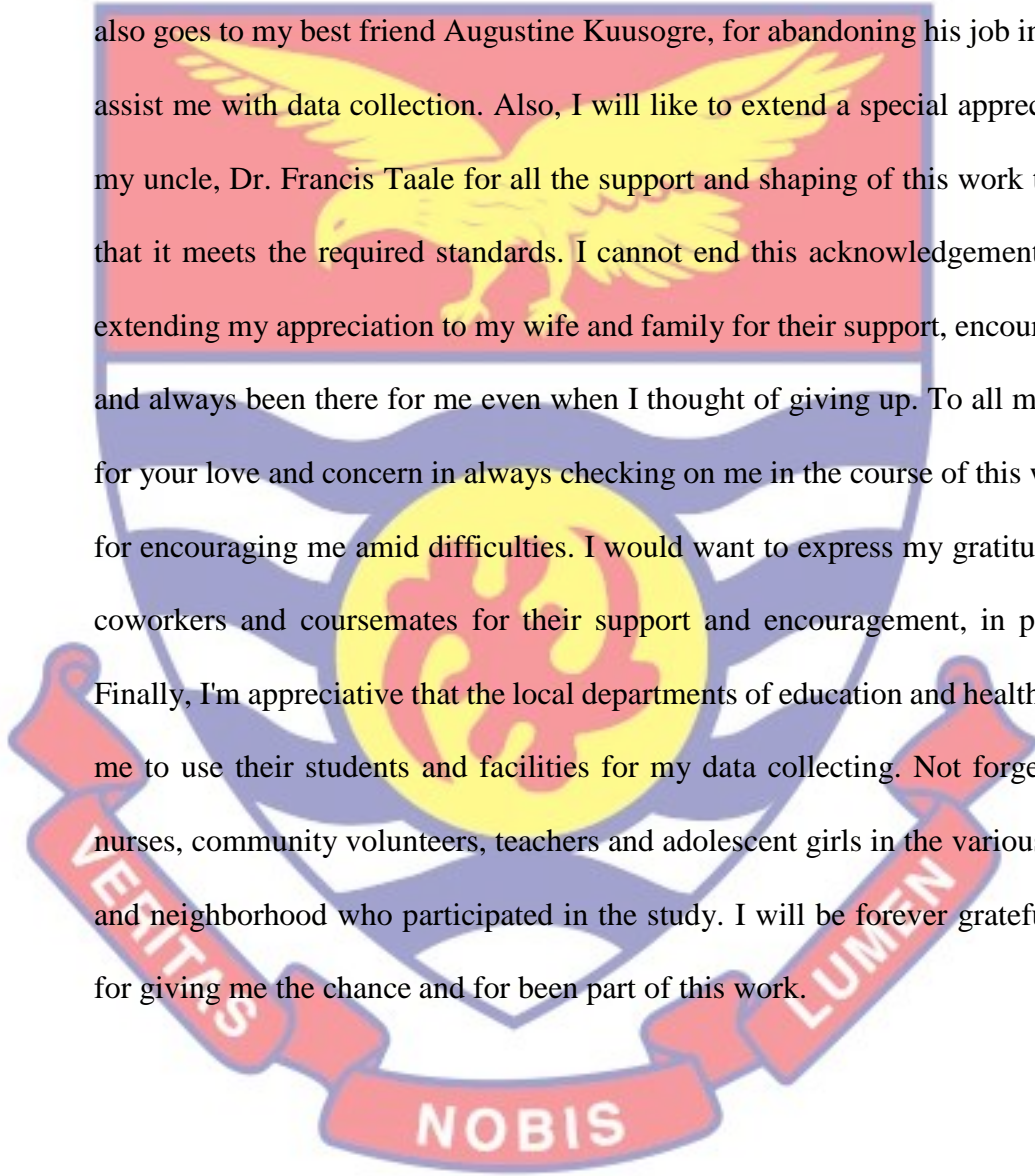 also goes to my best friend Augustine Kuusogre, for abandoning his job
assist me with data collection. Also, I will like to extend a special
my uncle, Dr. Francis Taale for all the support and shaping of this work
that it meets the required standards. I cannot end this acknowledgement
extending my appreciation to my wife and family for their support,
and always been there for me even when I thought of giving up. To all
for your love and concern in always checking on me in the course of this
for encouraging me amid difficulties. I would want to express my
coworkers and coursemates for their support and encouragement, in
Finally, I'm appreciative that the local departments of education and health
me to use their students and facilities for my data collecting. Not
nurses, community volunteers, teachers and adolescent girls in the various
and neighborhood who participated in the study. I will be forever
for giving me the chance and for been part of this work.
VERITAS
NOBIS
LUMEN